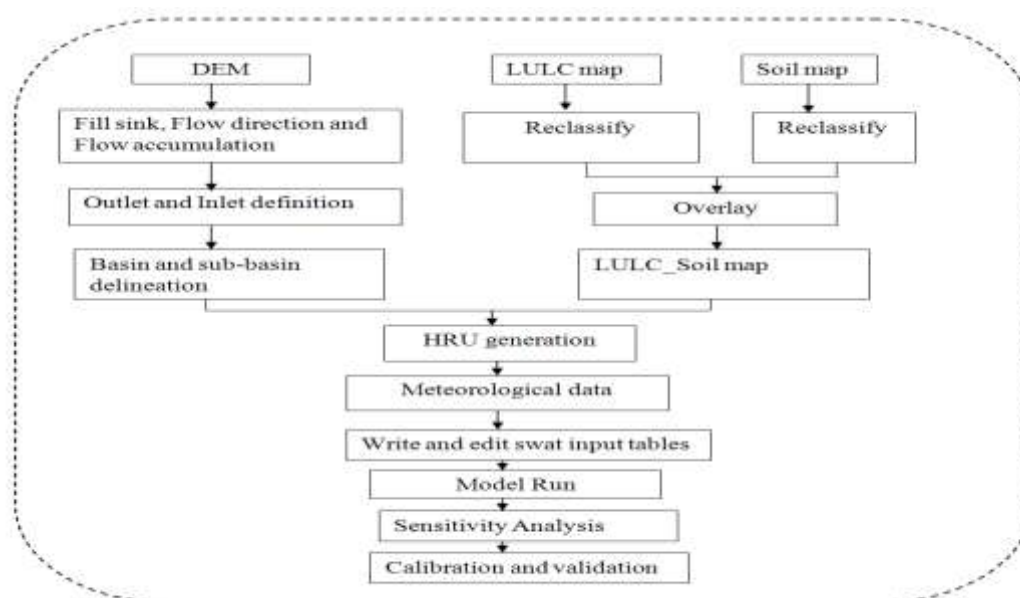 DEM
LULC map
Soil map
Fill sink, Flow direction and
Flow accumulation
Reclassify
Reclassify
Outlet and Inlet definition
Overlay
Basin and sub-basin
delineation
LULC_Soil map
HRU generation
Meteorological data
Write and edit swat input tables
Model Run
Sensitivity Analysis
Calibration and validation